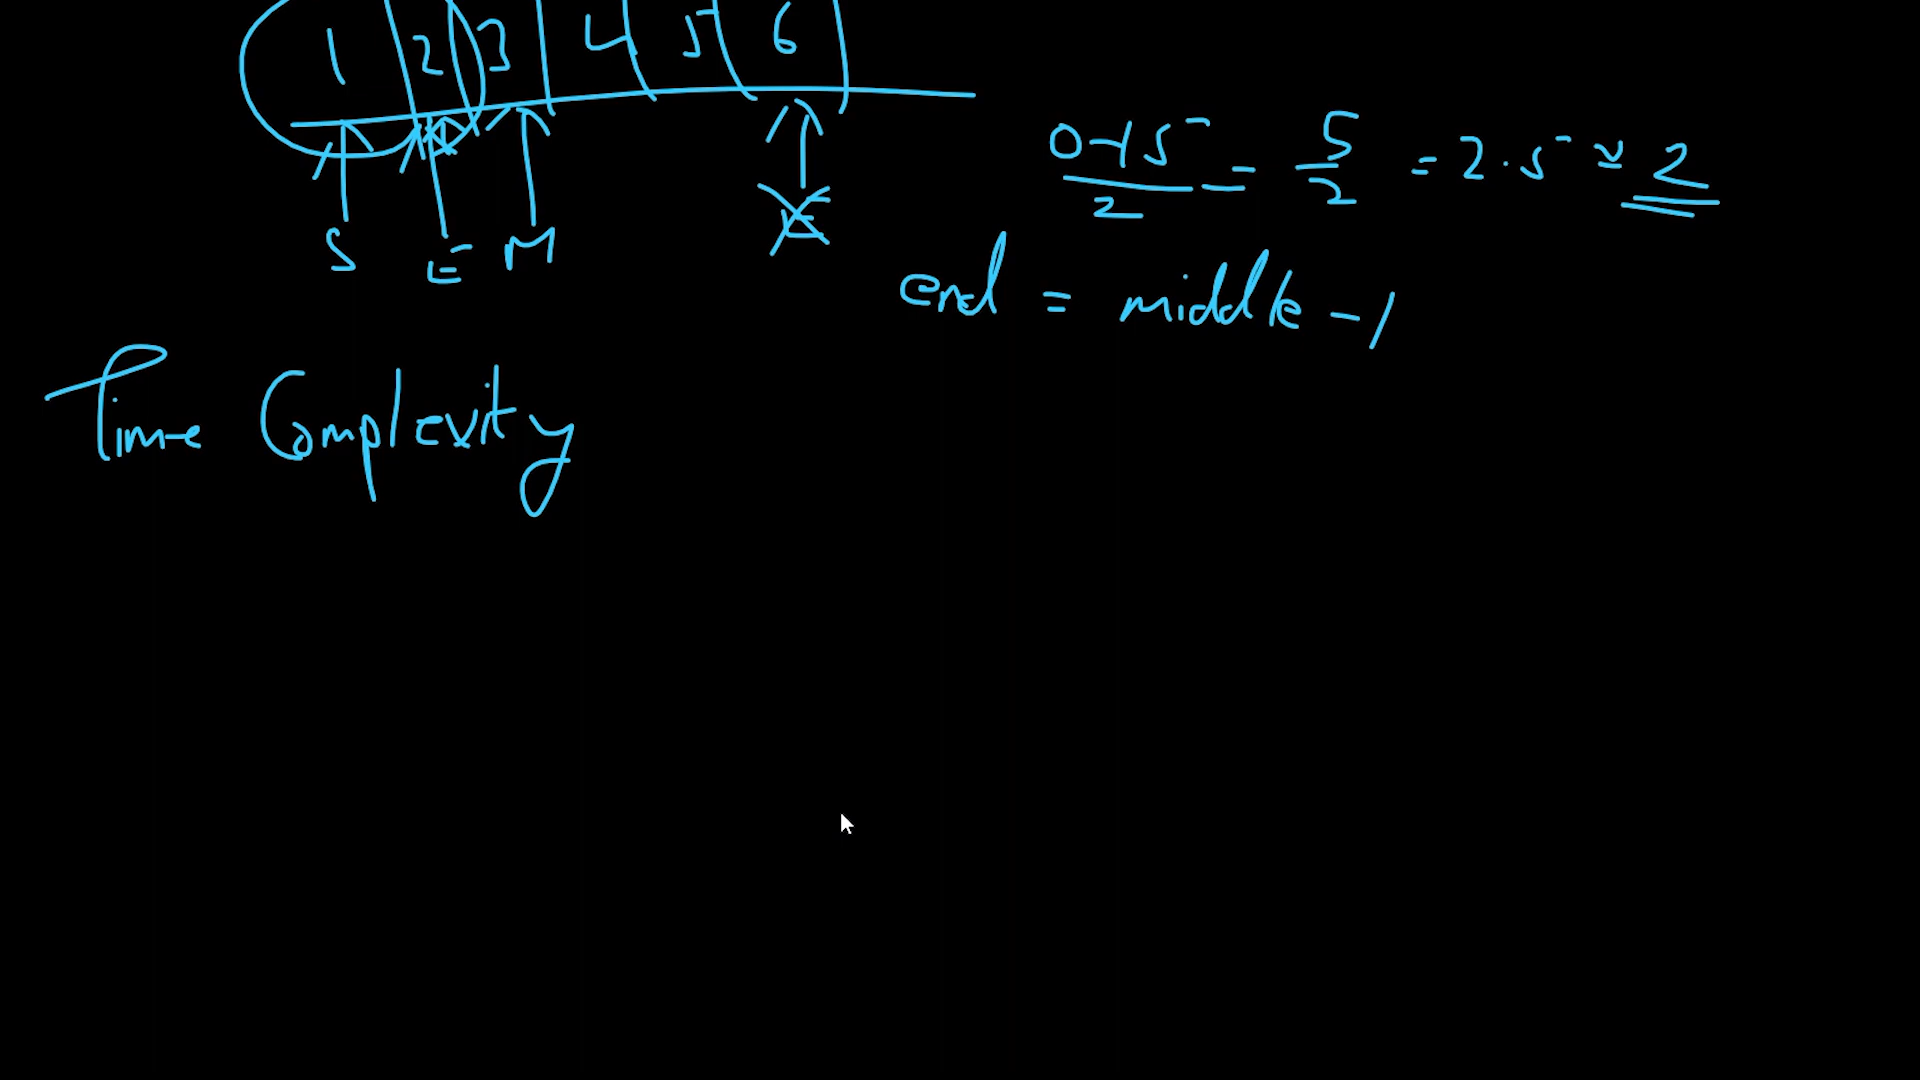 1 2 3 4 5 6
0+5/2 = 5/2 = 2.5 ≈ 2
S E M E
end = middle - 1
Time Complexity